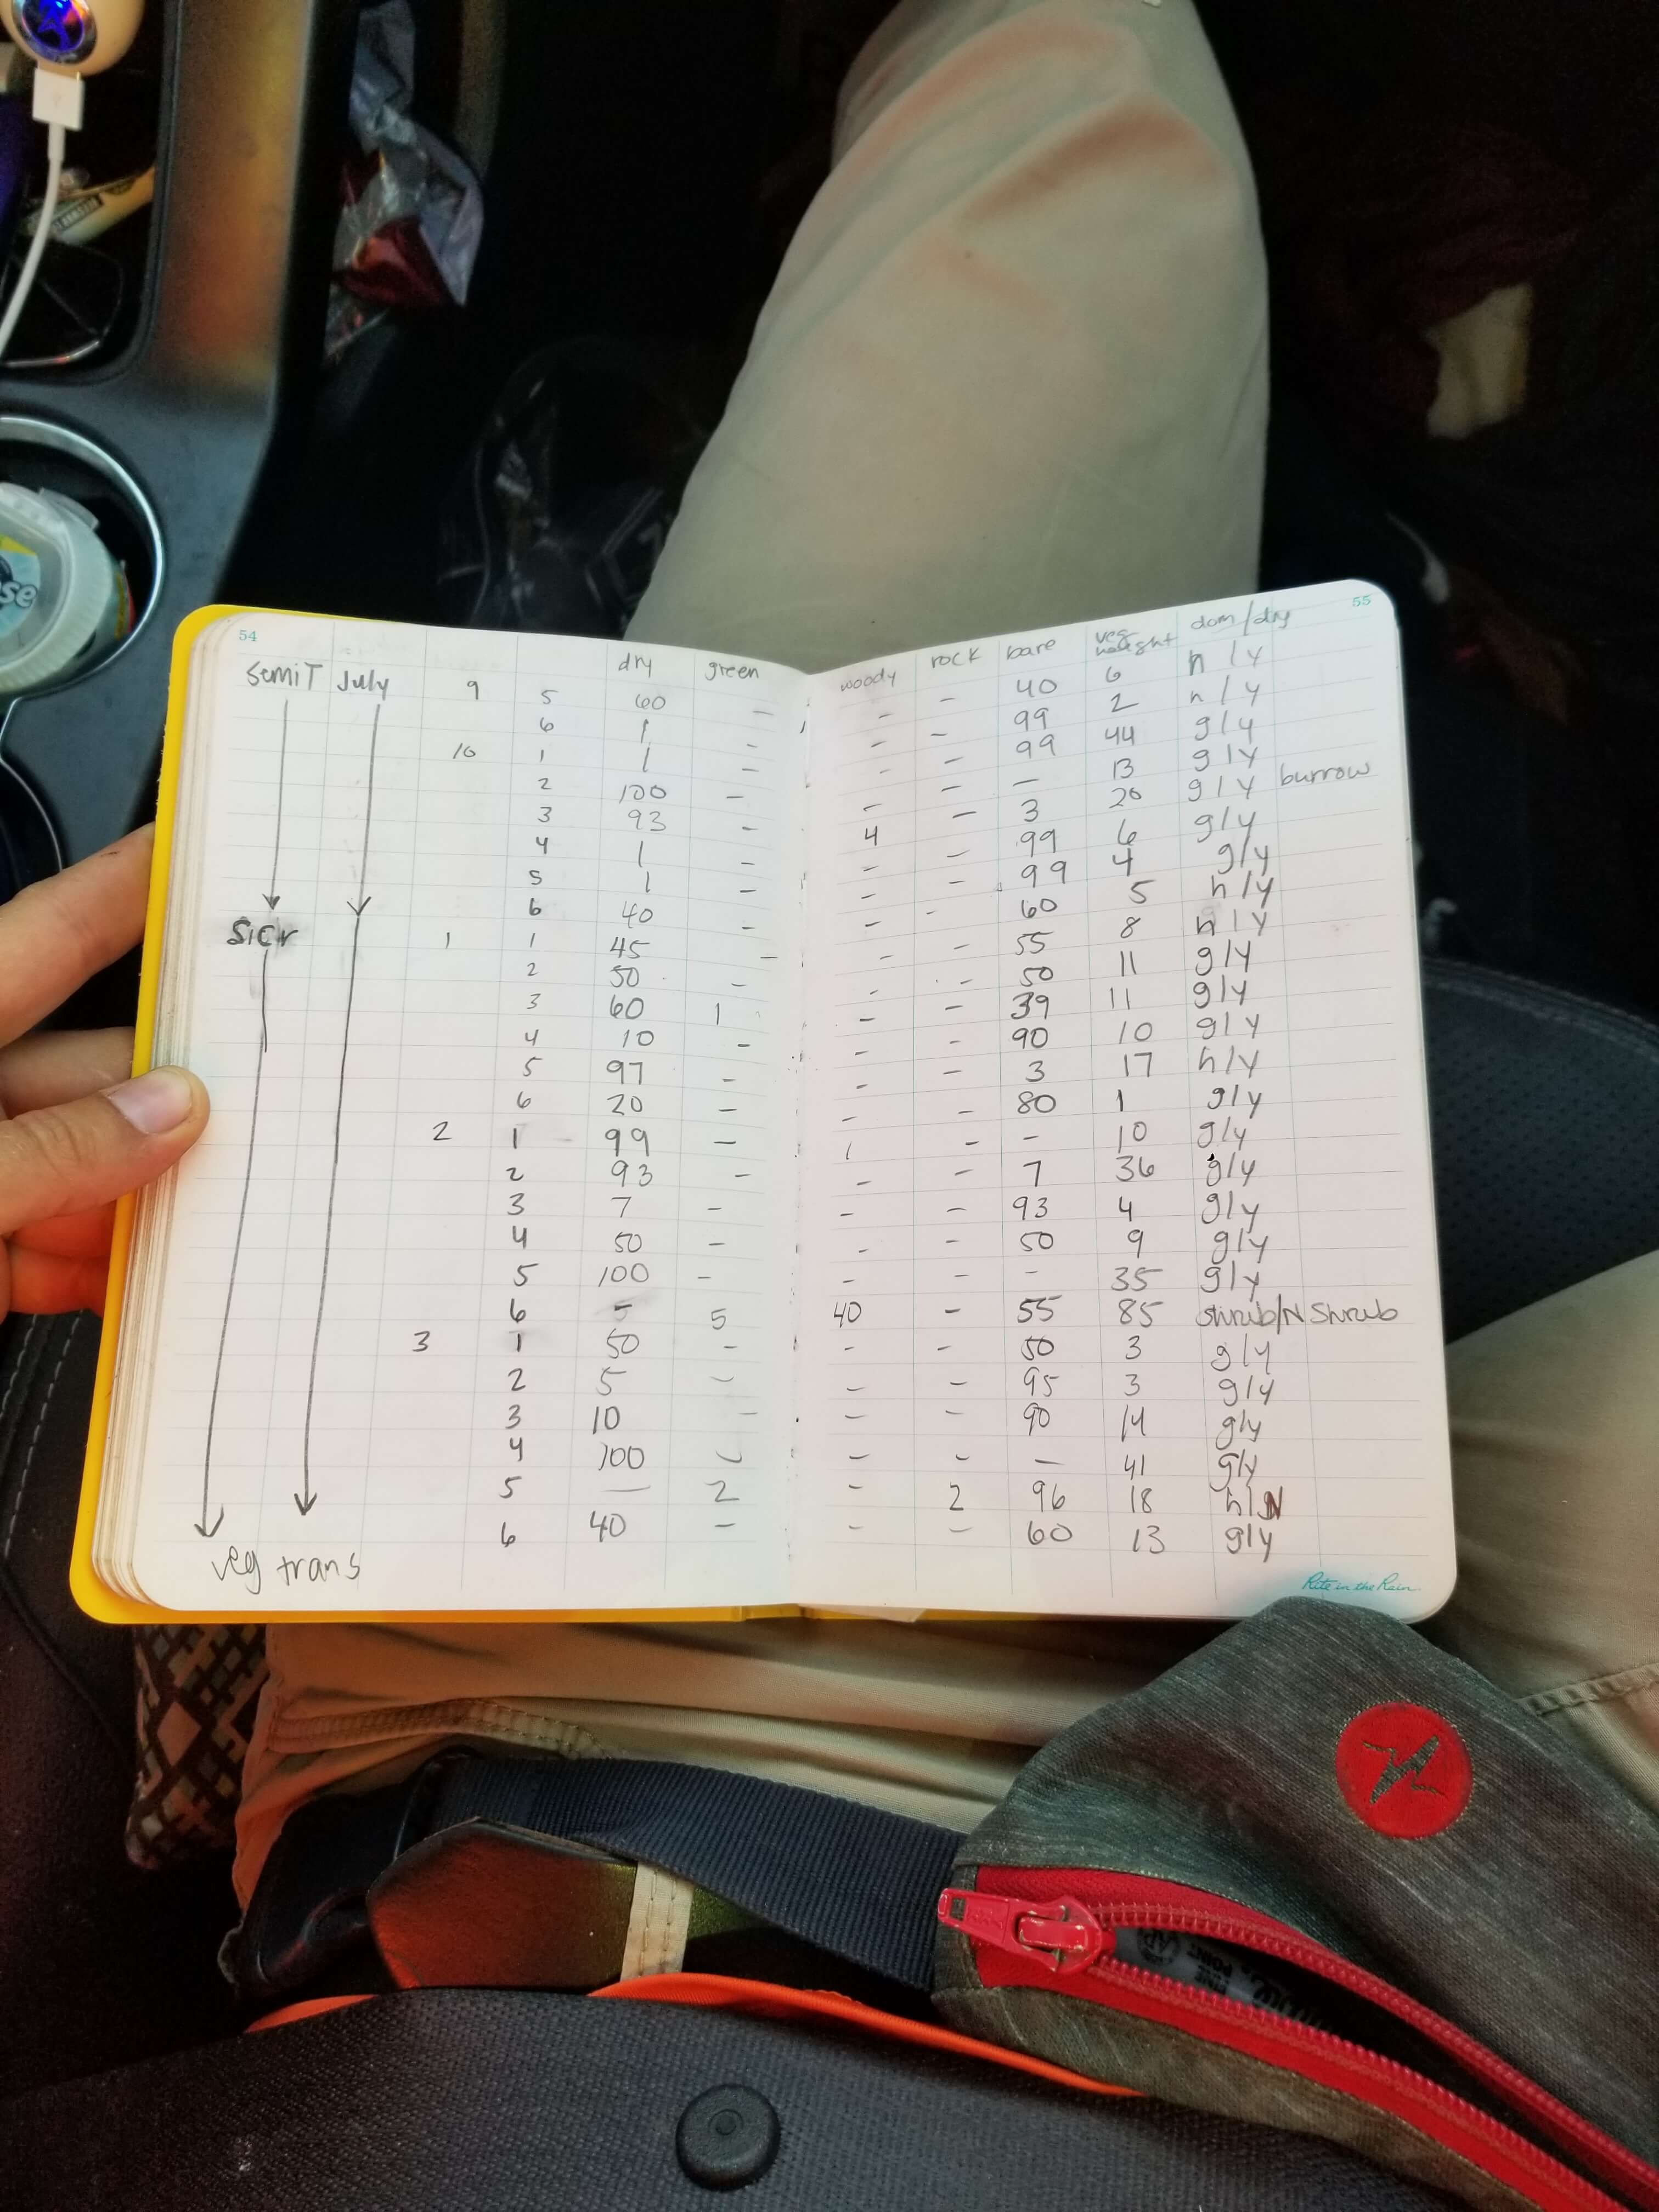 54 55
dry green woody rock bare veg height dom/dry
SemiT July 9 5 60 - - - 40 6 h/y
6 1 - - - 99 2 h/y
10 1 1 - - - 99 44 g/y
2 100 - - - - 13 g/y
3 93 - 4 - 3 20 g/y burrow
4 1 - - - 99 6 g/y
5 1 - - - 99 4 g/y
6 40 - - - 60 5 h/y
SiCr 1 1 45 - - - 55 8 h/y
2 50 - - - 50 11 g/y
3 60 1 - - 39 11 g/y
4 10 - - - 90 10 g/y
5 97 - - - 3 17 h/y
6 20 - - - 80 1 g/y
2 1 99 - 1 - - 10 g/y
2 93 - - - 7 36 g/y
3 7 - - - 93 4 g/y
4 50 - - - 50 9 g/y
5 100 - - - - 35 g/y
6 5 5 40 - 55 85 shrub/N Shrub
3 1 50 - - - 50 3 g/y
2 5 - - - 95 3 g/y
3 10 - - - 90 14 g/y
4 100 - - - - 41 g/y
5 - 2 - 2 96 18 h/N
6 40 - - - 60 13 g/y
veg trans
Rite in the Rain